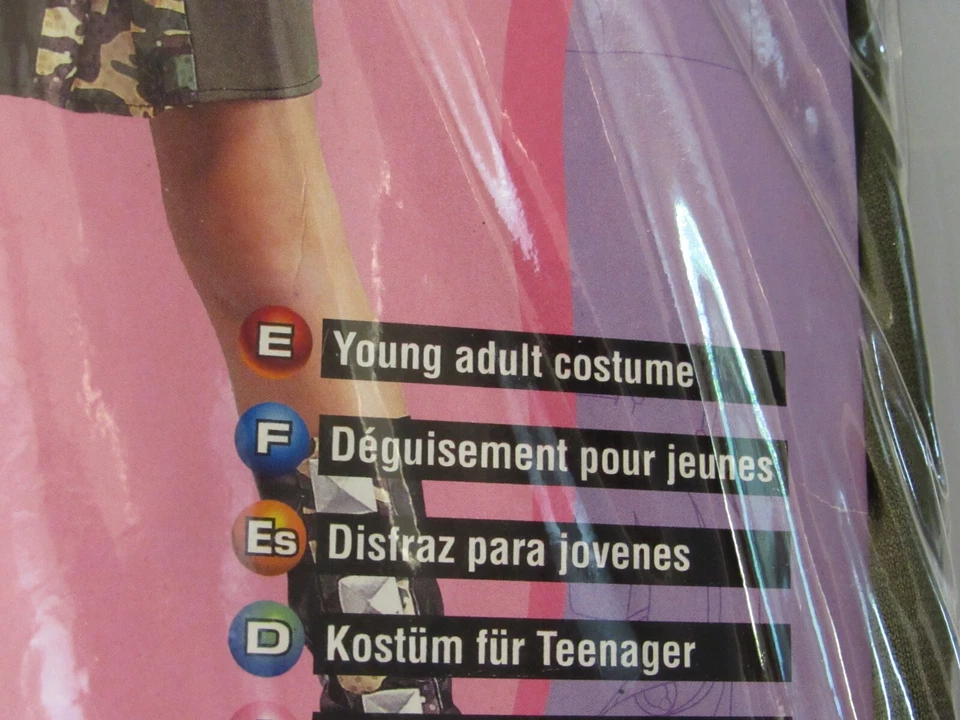 E Young adult costume
F Déguisement pour jeunes
Es Disfraz para jovenes
D Kostüm für Teenager